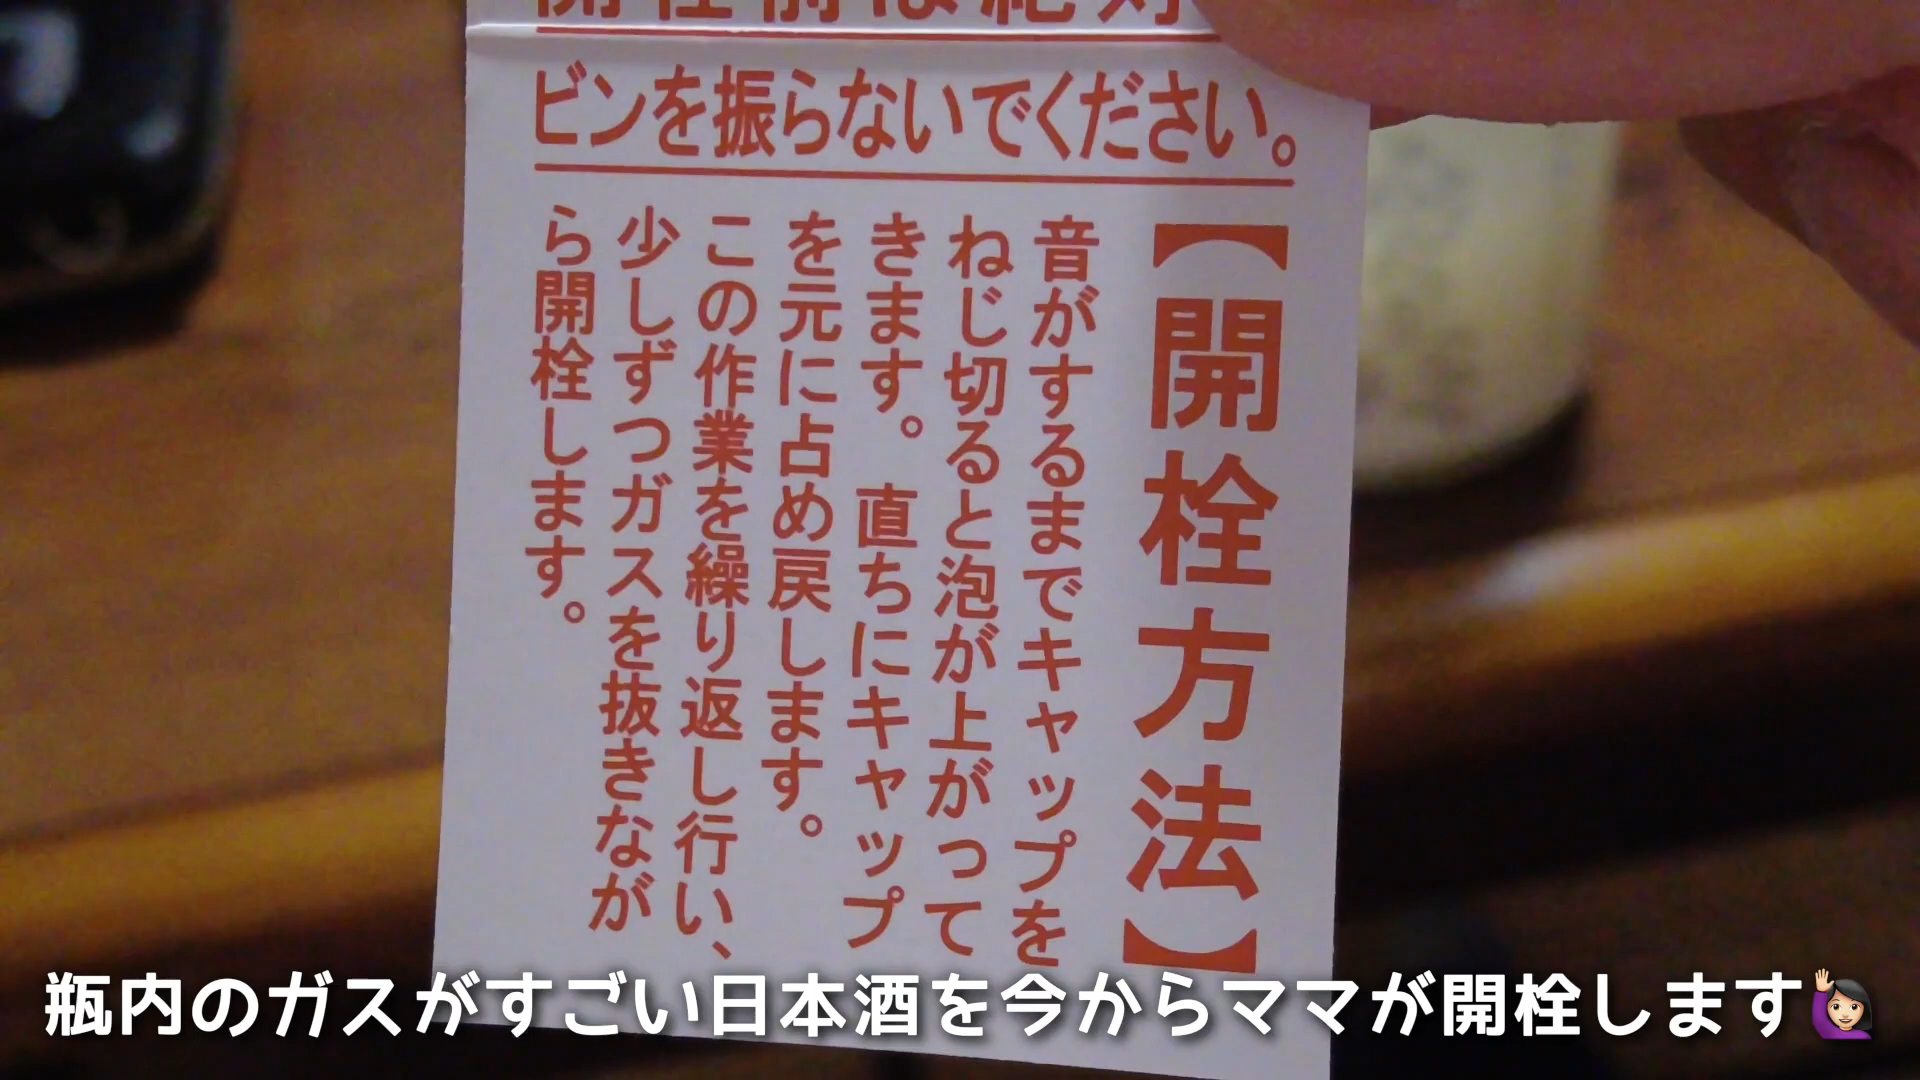 ビンを振らないでください。
【開栓方法】
音がするまでキャップを
ねじ切ると泡が上がって
きます。直ちにキャップ
を元に占め戻します。
この作業を繰り返し行い、
少しずつガスを抜きなが
ら開栓します。
瓶内のガスがすごい日本酒を今からママが開栓します🙋🏻‍♀️